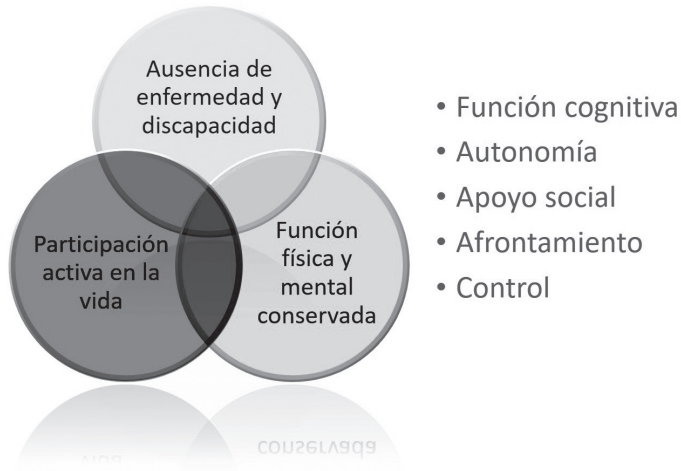 Ausencia de
enfermedad y
discapacidad
Participación
activa en la
vida
Función
física y
mental
conservada
• Función cognitiva
• Autonomía
• Apoyo social
• Afrontamiento
• Control